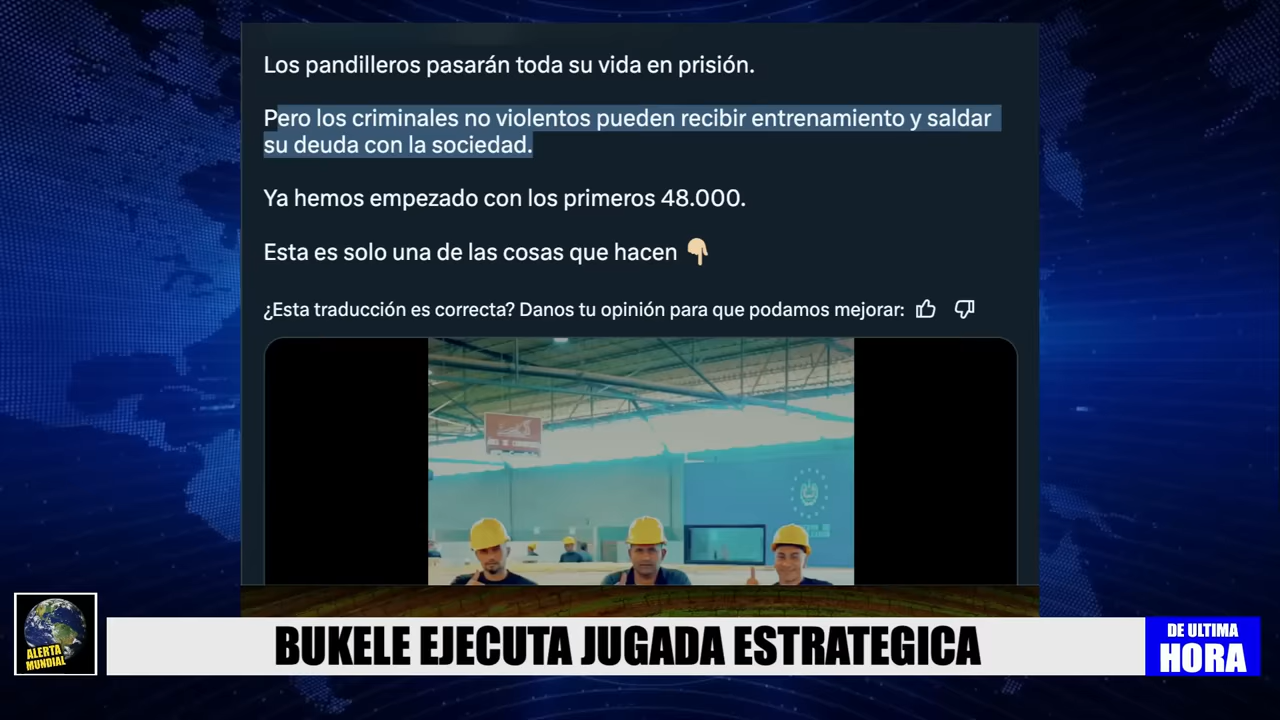 Los pandilleros pasarán toda su vida en prisión.
Pero los criminales no violentos pueden recibir entrenamiento y saldar
su deuda con la sociedad.
Ya hemos empezado con los primeros 48.000.
Esta es solo una de las cosas que hacen 👇🏼
¿Esta traducción es correcta? Danos tu opinión para que podamos mejorar:
ALERTA
MUNDIAL
BUKELE EJECUTA JUGADA ESTRATEGICA
DE ULTIMA
HORA